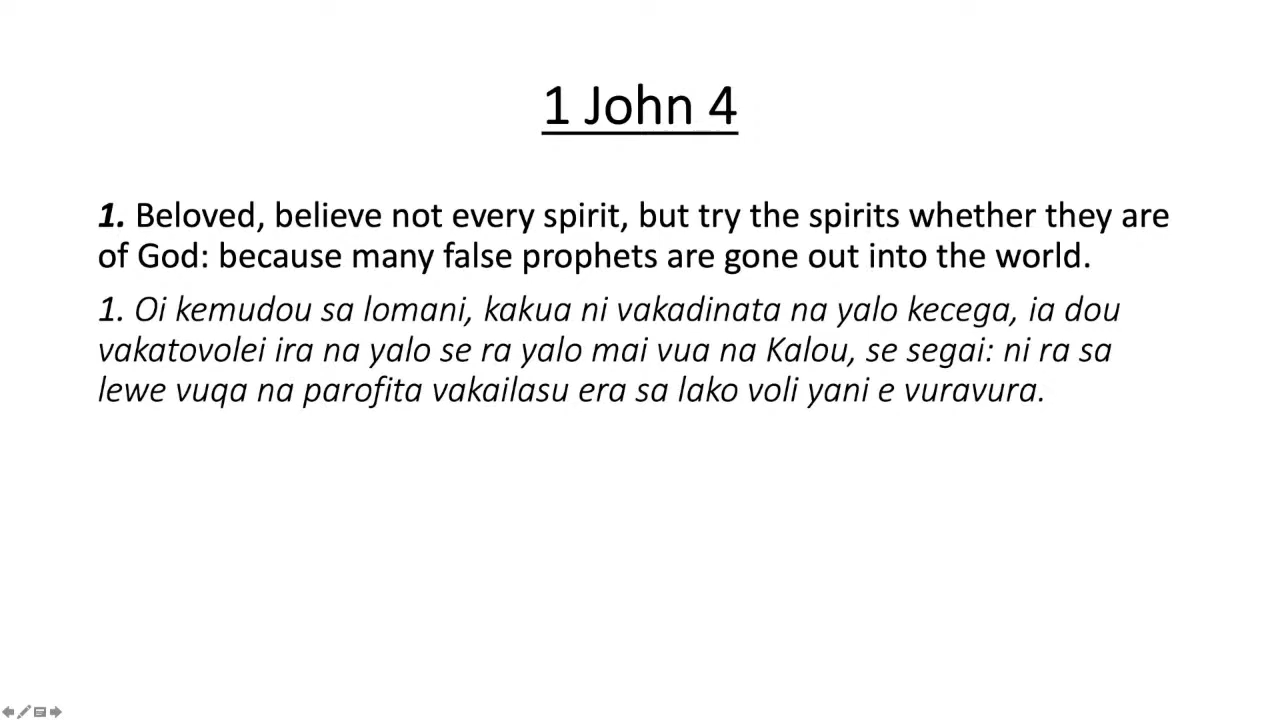 1 John 4
1. Beloved, believe not every spirit, but try the spirits whether they are
of God: because many false prophets are gone out into the world.
1. Oi kemudou sa lomani, kakua ni vakadinata na yalo kecega, ia dou
vakatovolei ira na yalo se ra yalo mai vua na Kalou, se segai: ni ra sa
lewe vuqa na parofita vakailasu era sa lako voli yani e vuravura.